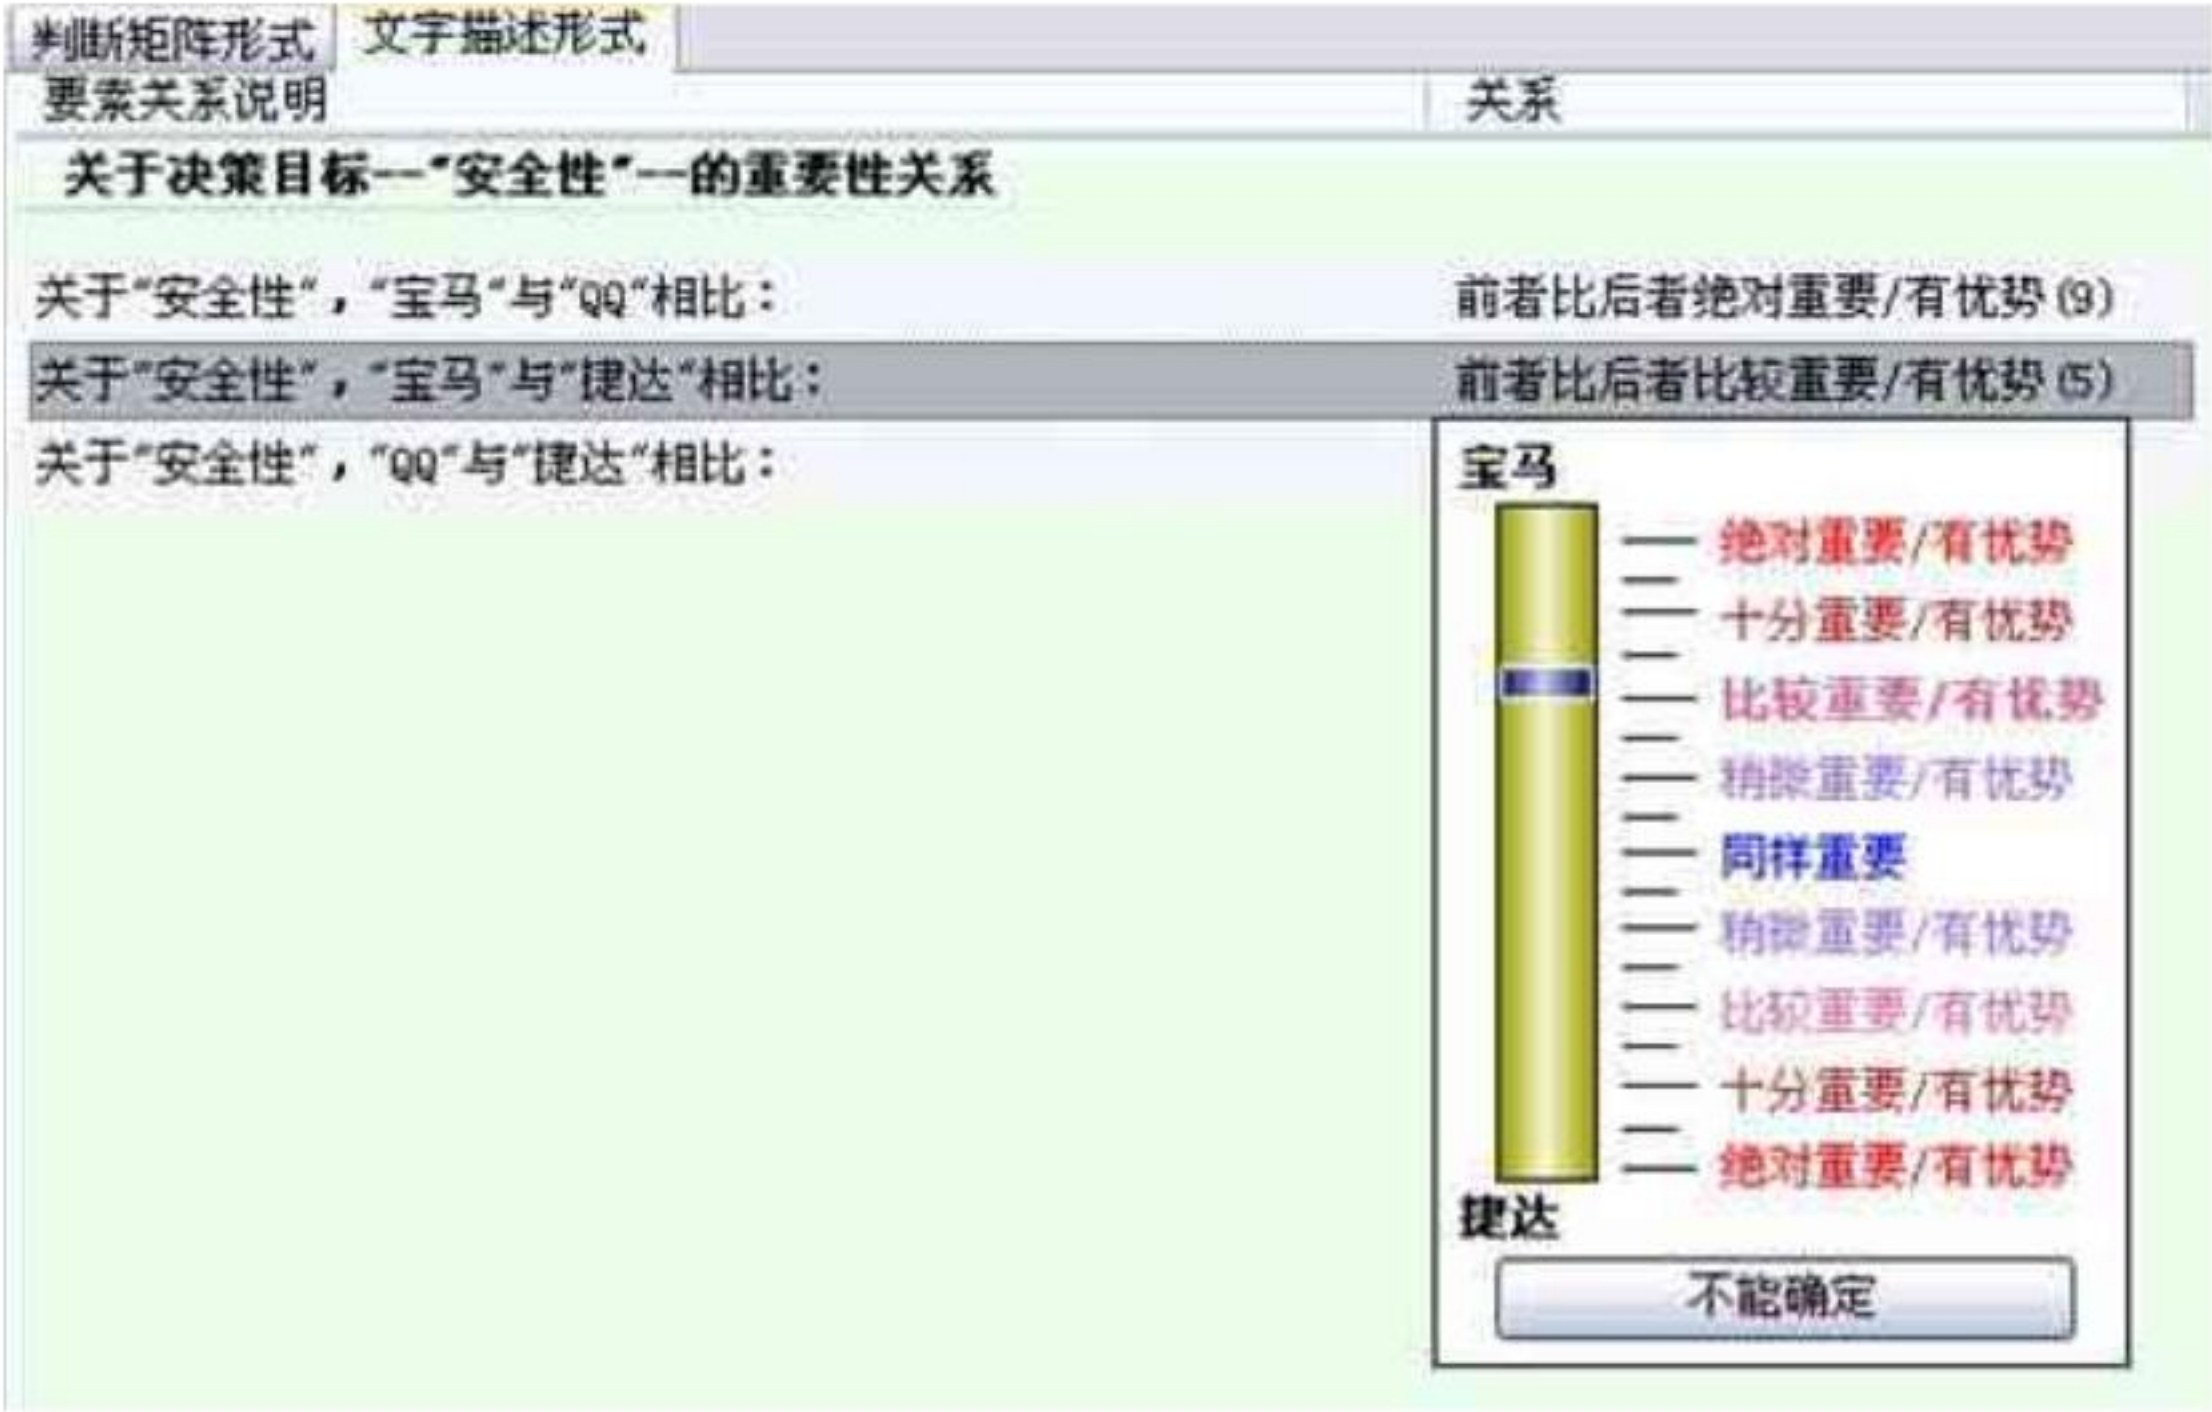 判断矩阵形式 文字描述形式
要素关系说明 关系
关于决策目标--"安全性"--的重要性关系
关于"安全性"，"宝马"与"QQ"相比： 前者比后者绝对重要/有优势(9)
关于"安全性"，"宝马"与"捷达"相比： 前者比后者比较重要/有优势(5)
关于"安全性"，"QQ"与"捷达"相比：
宝马
绝对重要/有优势
十分重要/有优势
比较重要/有优势
稍微重要/有优势
同样重要
稍微重要/有优势
比较重要/有优势
十分重要/有优势
绝对重要/有优势
捷达
不能确定